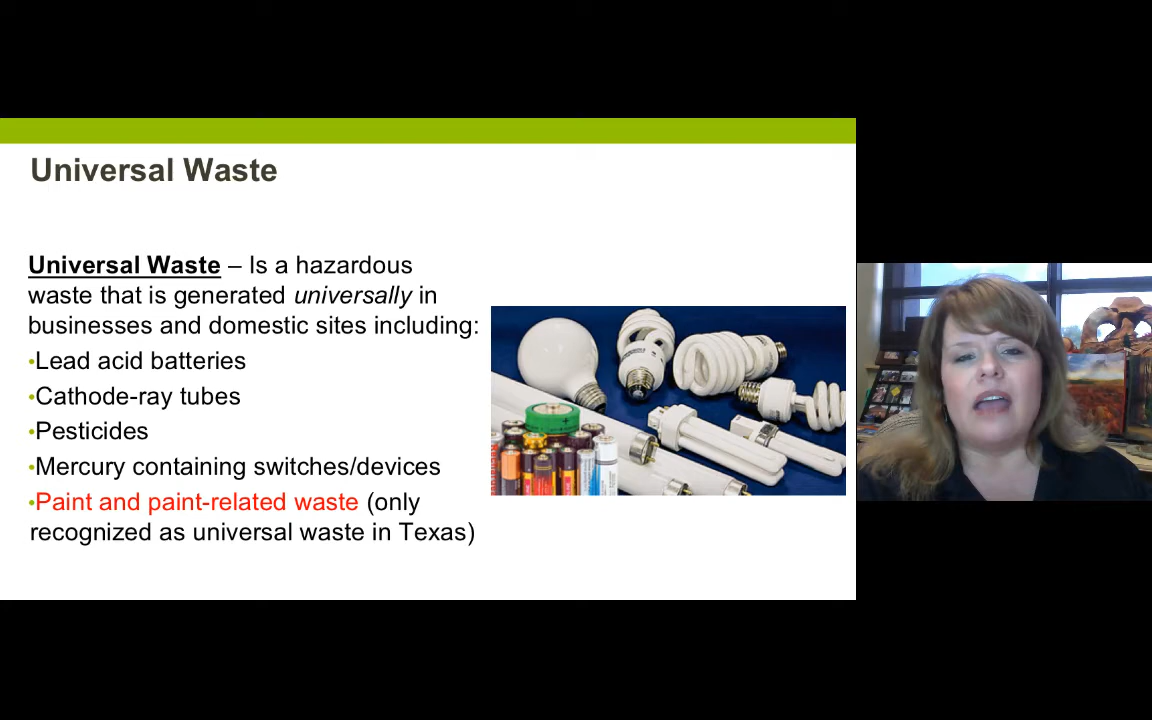 Universal Waste
Universal Waste – Is a hazardous
waste that is generated universally in
businesses and domestic sites including:
•Lead acid batteries
•Cathode-ray tubes
•Pesticides
•Mercury containing switches/devices
•Paint and paint-related waste (only
recognized as universal waste in Texas)